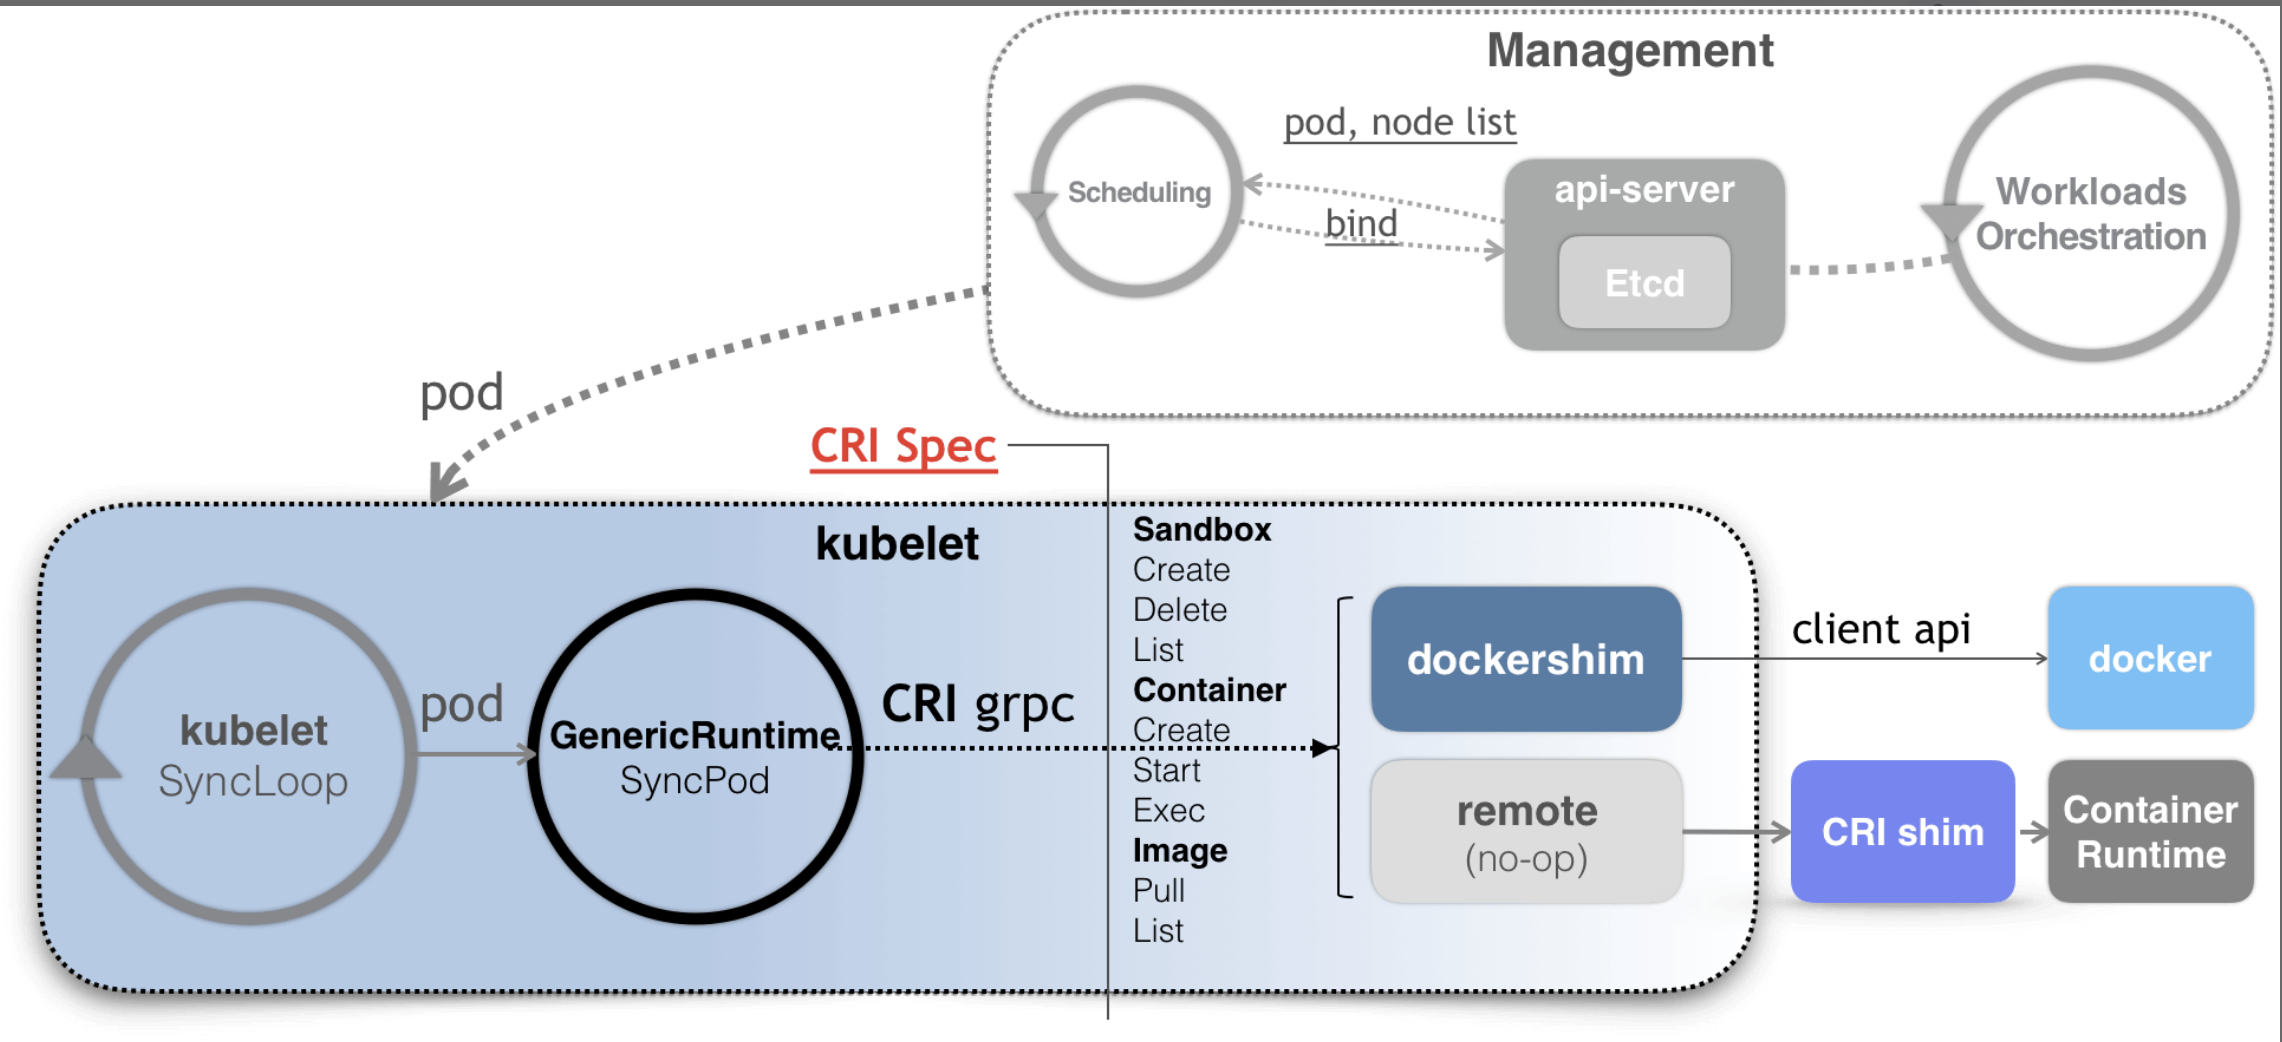 Management
pod, node list
Scheduling
bind
api-server
Etcd
Workloads
Orchestration
pod
CRI Spec
kubelet
kubelet
SyncLoop
pod
GenericRuntime
SyncPod
CRI grpc
Sandbox
Create
Delete
List
Container
Create
Start
Exec
Image
Pull
List
dockershim
client api
docker
remote
(no-op)
CRI shim
Container
Runtime